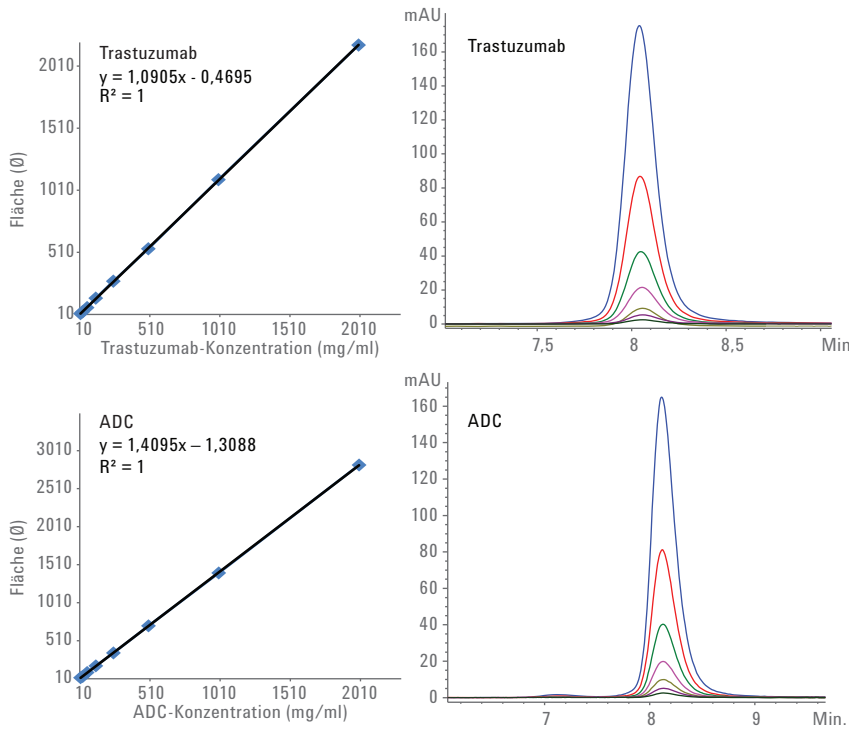 Trastuzumab
y = 1,0905x - 0,4695
R² = 1
Fläche (Ø)
2010
1510
1010
510
10
10 510 1010 1510 2010
Trastuzumab-Konzentration (mg/ml)
mAU
Trastuzumab
160
140
120
100
80
60
40
20
0
7,5 8 8,5 Min
ADC
y = 1,4095x – 1,3088
R² = 1
Fläche (Ø)
3010
2510
2010
1510
1010
510
10
10 510 1010 1510 2010
ADC-Konzentration (mg/ml)
mAU
ADC
160
140
120
100
80
60
40
20
0
7 8 9 Min.